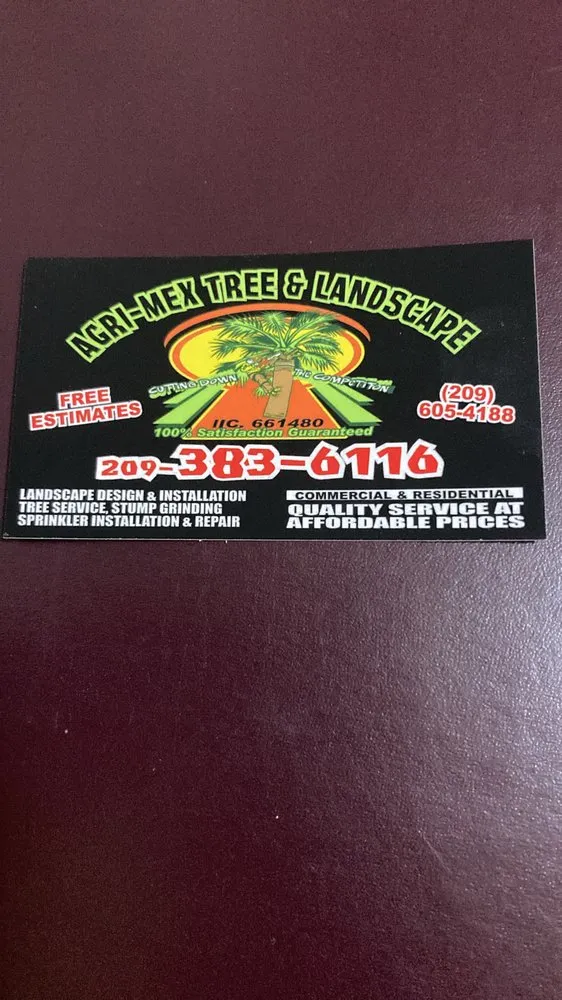 AGRI-MEX TREE & LANDSCAPE
CUTTING DOWN THE COMPETITON
FREE
ESTIMATES
(209)
605-4188
lIC. 661480
100% Satisfaction Guaranteed
209-383-6116
LANDSCAPE DESIGN & INSTALLATION
TREE SERVICE, STUMP GRINDING
SPRINKLER INSTALLATION & REPAIR
COMMERCIAL & RESIDENTIAL
QUALITY SERVICE AT
AFFORDABLE PRICES